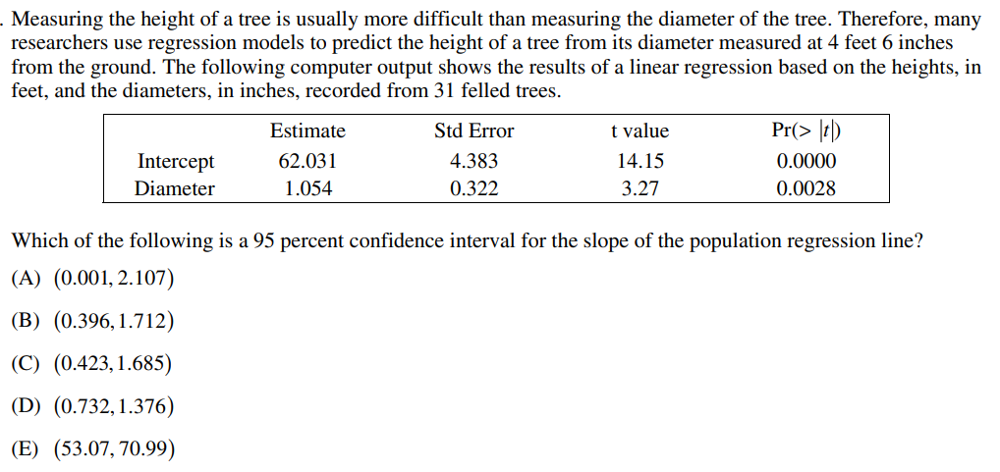 . Measuring the height of a tree is usually more difficult than measuring the diameter of the tree. Therefore, many
researchers use regression models to predict the height of a tree from its diameter measured at 4 feet 6 inches
from the ground. The following computer output shows the results of a linear regression based on the heights, in
feet, and the diameters, in inches, recorded from 31 felled trees.
Estimate Std Error t value Pr(> |t|)
Intercept 62.031 4.383 14.15 0.0000
Diameter 1.054 0.322 3.27 0.0028
Which of the following is a 95 percent confidence interval for the slope of the population regression line?
(A) (0.001, 2.107)
(B) (0.396, 1.712)
(C) (0.423, 1.685)
(D) (0.732, 1.376)
(E) (53.07, 70.99)